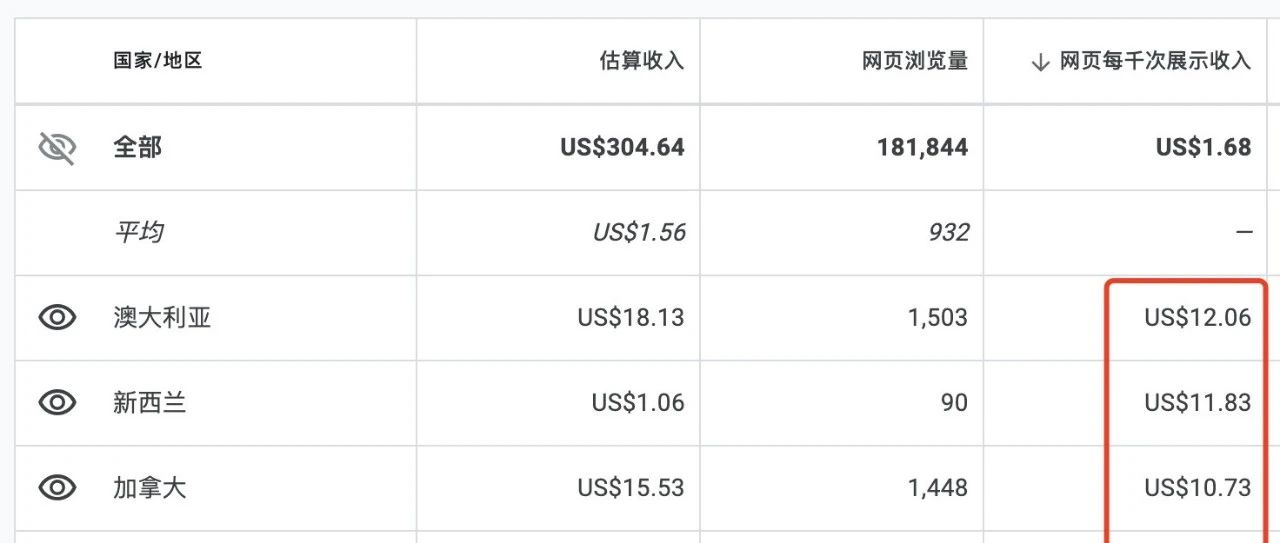 国家/地区 估算收入 网页浏览量 ↓ 网页每千次展示收入
全部 US$304.64 181,844 US$1.68
平均 US$1.56 932 —
澳大利亚 US$18.13 1,503 US$12.06
新西兰 US$1.06 90 US$11.83
加拿大 US$15.53 1,448 US$10.73